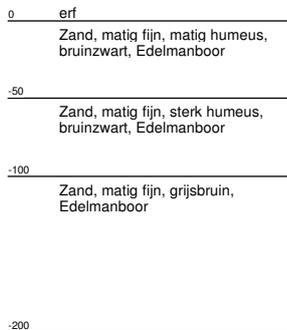 0 erf
Zand, matig fijn, matig humeus,
bruinzwart, Edelmanboor
-50
Zand, matig fijn, sterk humeus,
bruinzwart, Edelmanboor
-100
Zand, matig fijn, grijsbruin,
Edelmanboor
-200